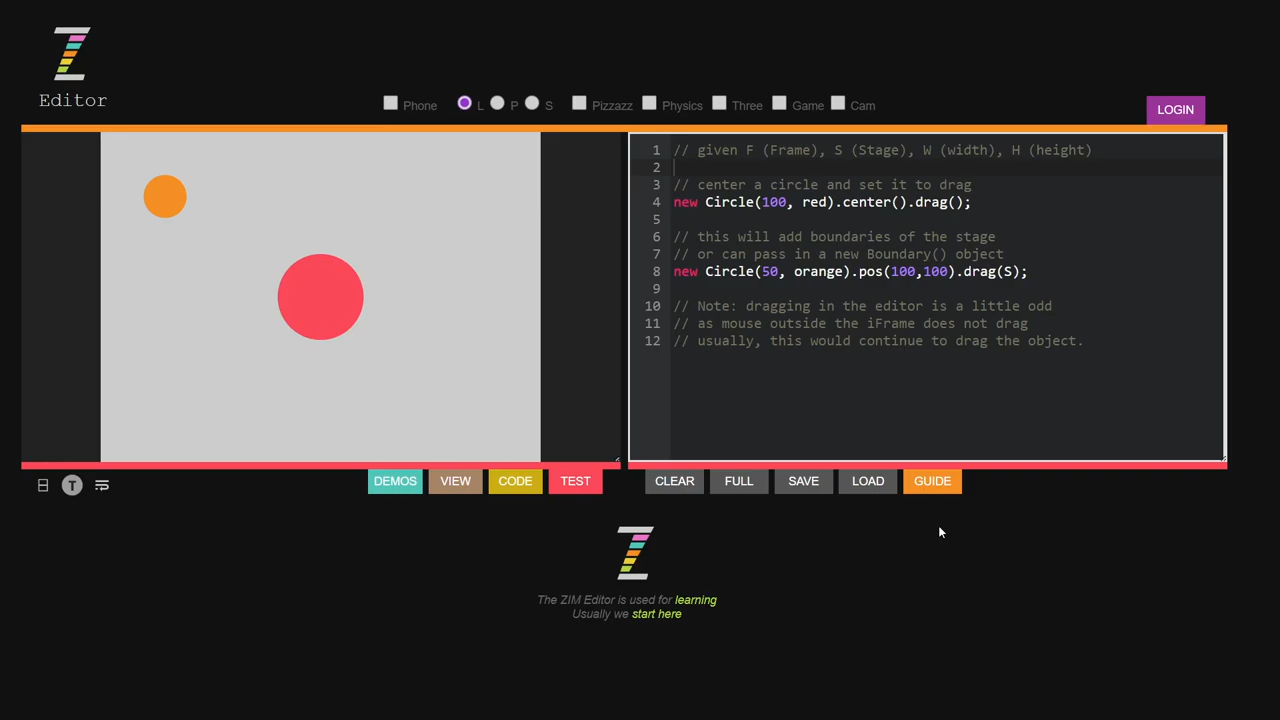 Editor
Phone L P S Pizzazz Physics Three Game Cam
LOGIN
1 // given F (Frame), S (Stage), W (width), H (height)
2
3 // center a circle and set it to drag
4 new Circle(100, red).center().drag();
5
6 // this will add boundaries of the stage
7 // or can pass in a new Boundary() object
8 new Circle(50, orange).pos(100,100).drag(S);
9
10 // Note: dragging in the editor is a little odd
11 // as mouse outside the iFrame does not drag
12 // usually, this would continue to drag the object.
T
DEMOS VIEW CODE TEST CLEAR FULL SAVE LOAD GUIDE
The ZIM Editor is used for learning
Usually we start here